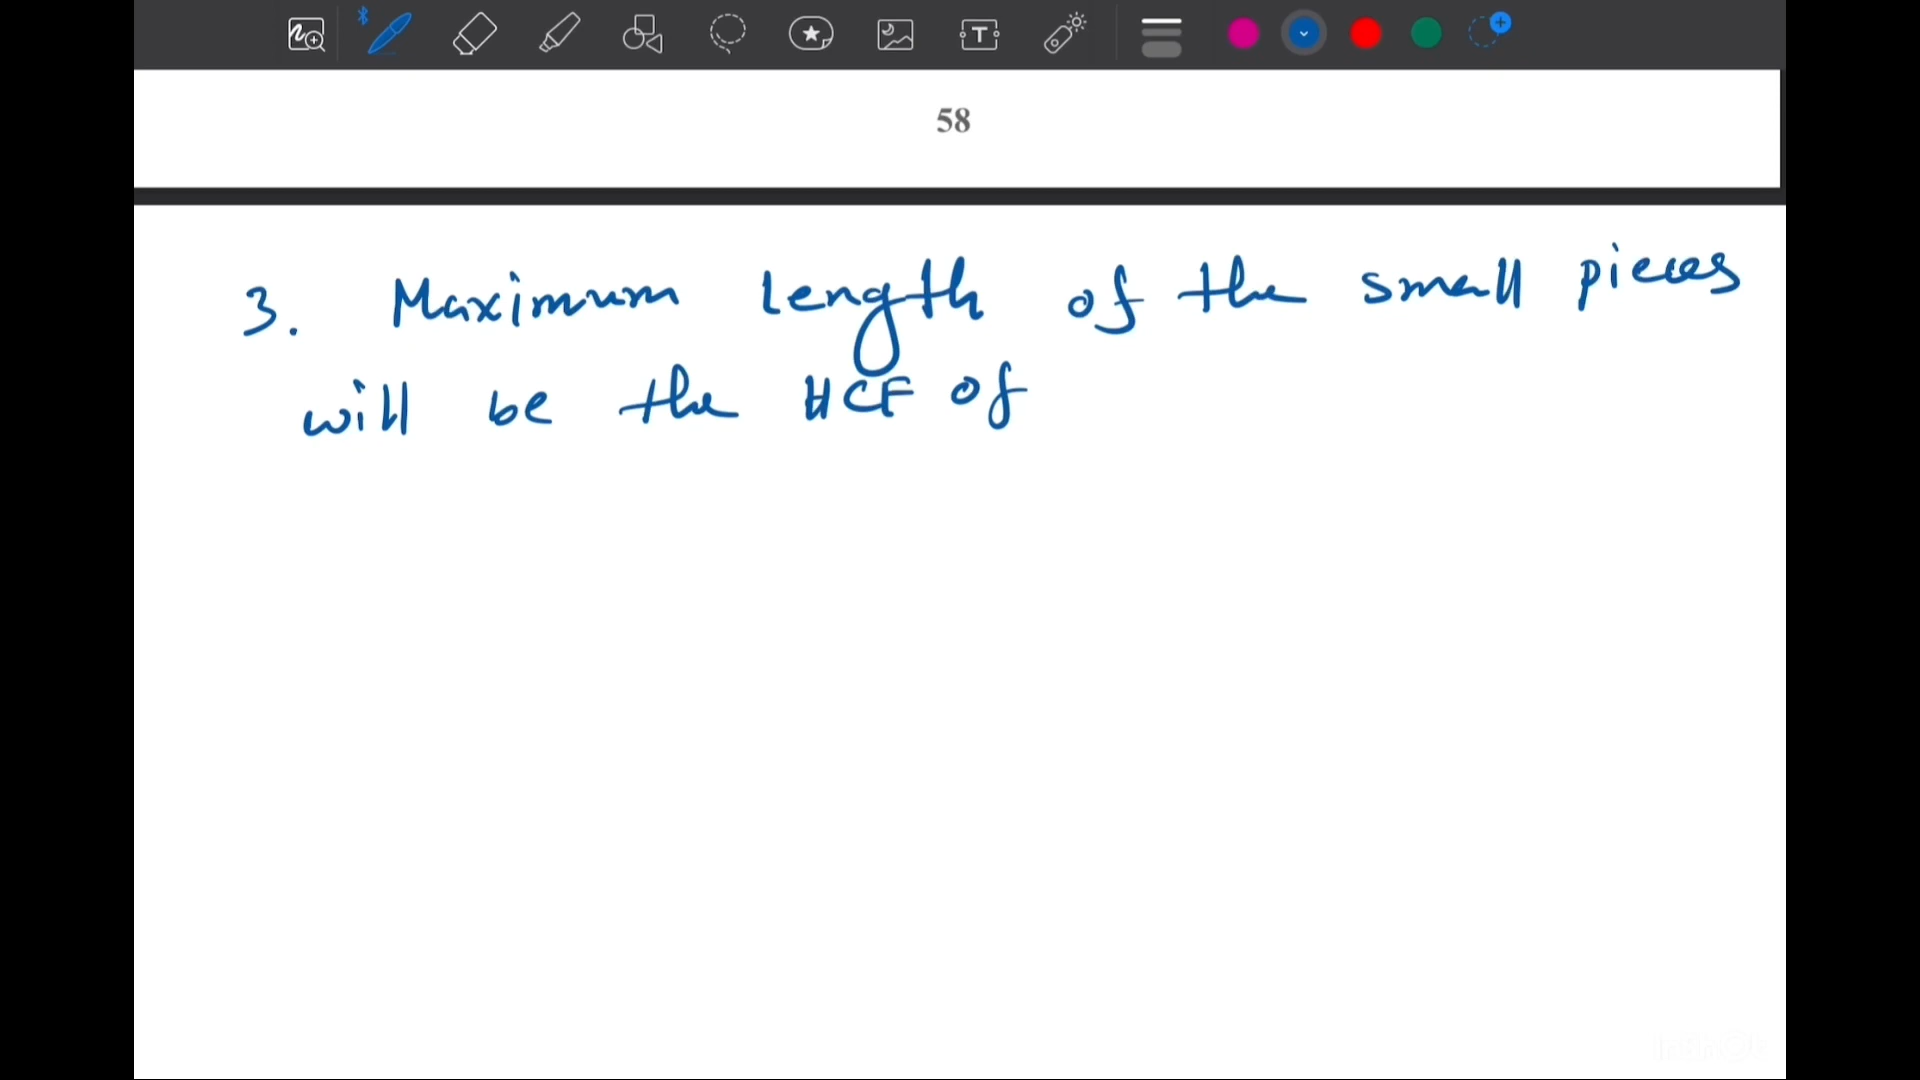 58
3. Maximum length of the small pieces
will be the HCF of